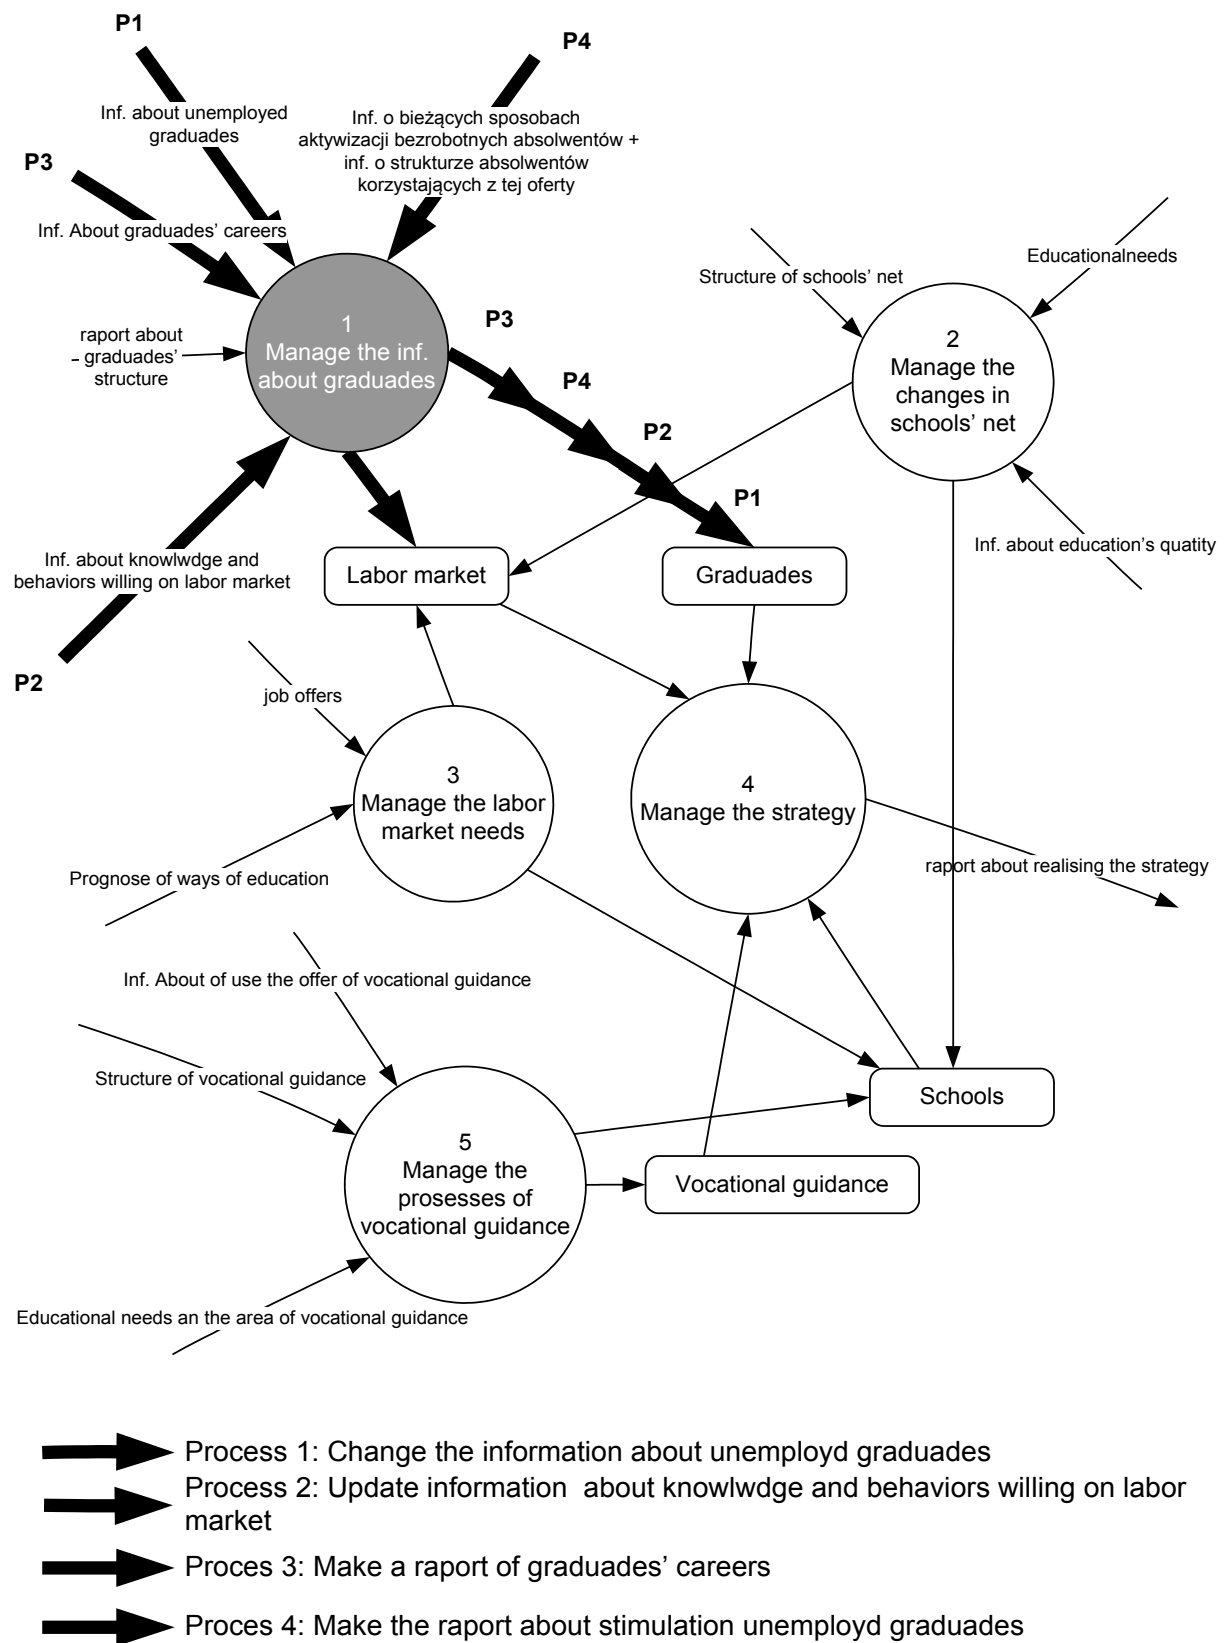 P1
P4
Inf. about unemployed
graduades
Inf. o bieżących sposobach
aktywizacji bezrobotnych absolwentów +
inf. o strukturze absolwentów
korzystających z tej oferty
P3
Inf. About graduades’ careers
Structure of schools’ net
Educationalneeds
raport about
- graduades’
structure
1
Manage the inf.
about graduades
P3
P4
P2
P1
2
Manage the
changes in
schools’ net
Inf. about education’s quatity
Inf. about knowlwdge and
behaviors willing on labor market
P2
Labor market
Graduades
job offers
3
Manage the labor
market needs
4
Manage the strategy
Prognose of ways of education
raport about realising the strategy
Inf. About of use the offer of vocational guidance
Structure of vocational guidance
Schools
5
Manage the
prosesses of
vocational guidance
Vocational guidance
Educational needs an the area of vocational guidance
Process 1: Change the information about unemployd graduades
Process 2: Update information  about knowlwdge and behaviors willing on labor
market
Proces 3: Make a raport of graduades’ careers
Proces 4: Make the raport about stimulation unemployd graduades